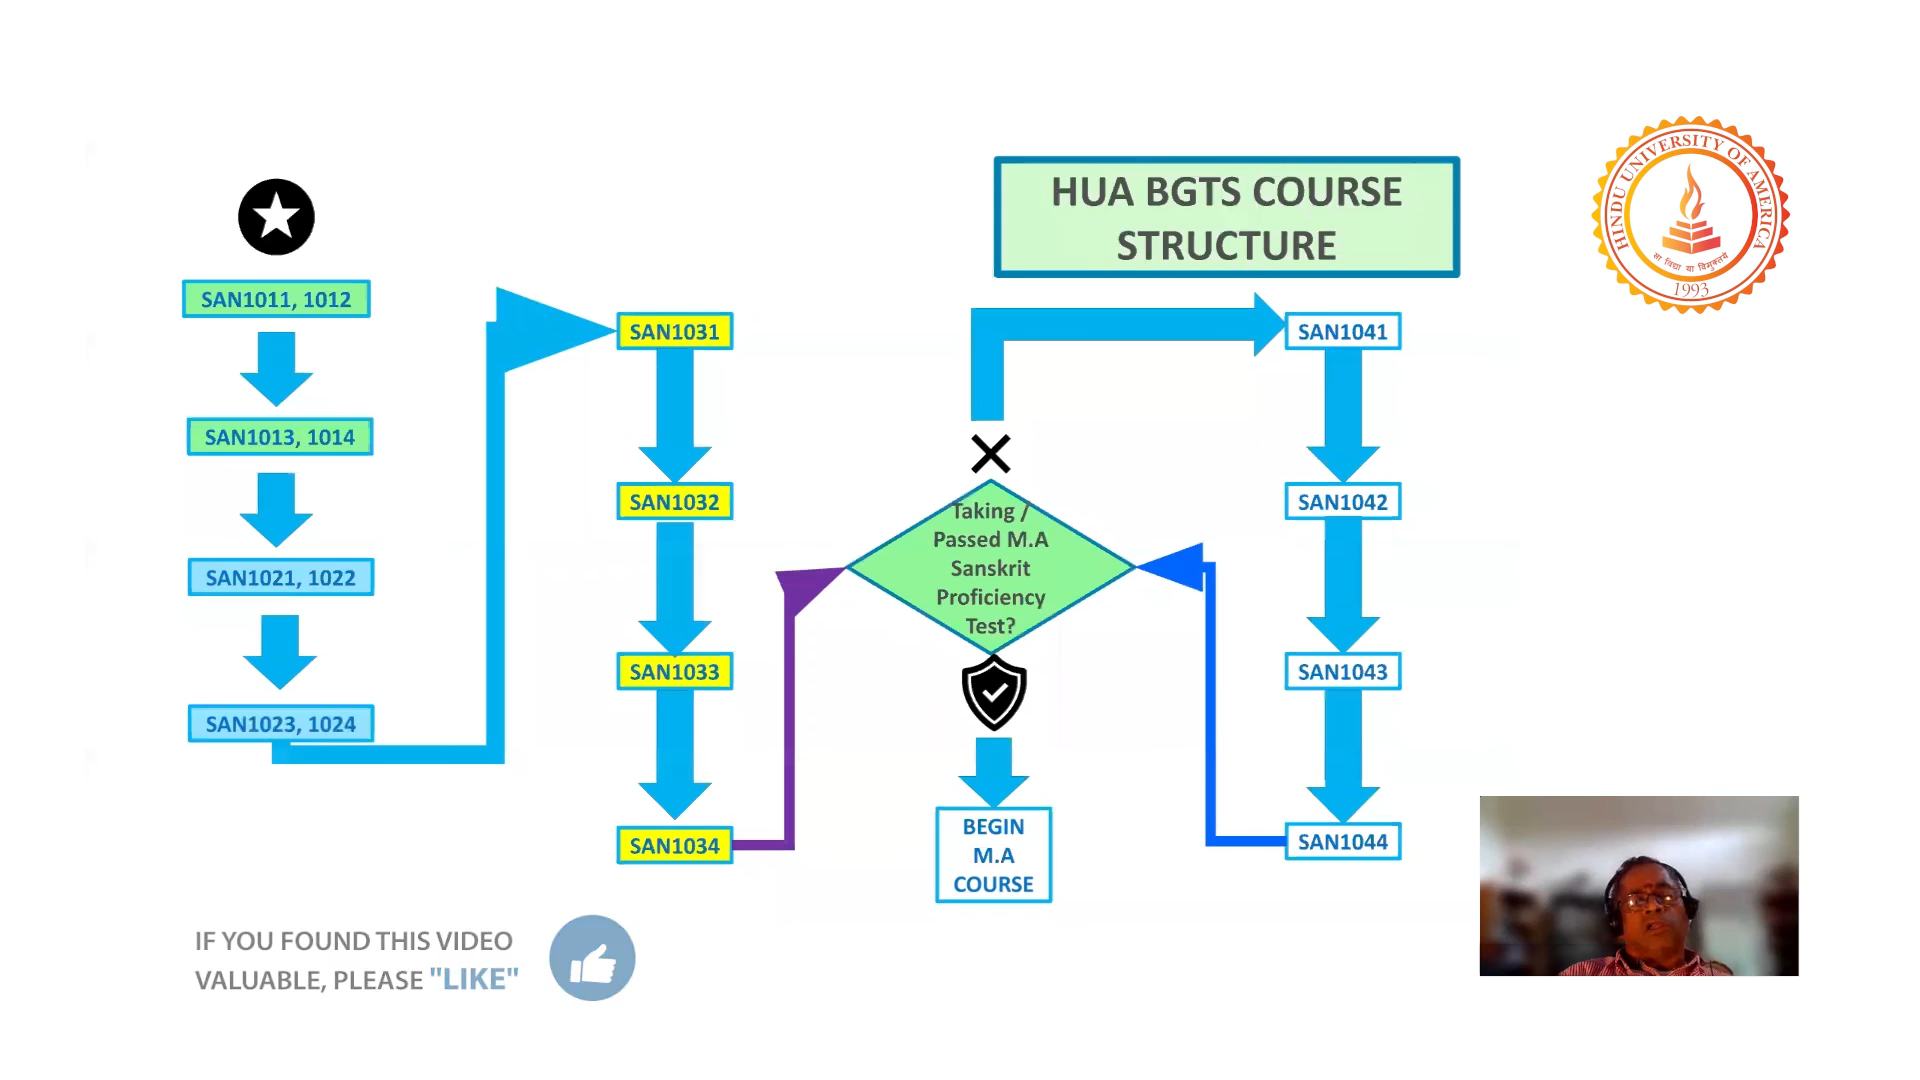 HUA BGTS COURSE
STRUCTURE
HINDU UNIVERSITY OF AMERICA
सा विद्या या विमुक्तये
1993
SAN1011, 1012
SAN1013, 1014
SAN1021, 1022
SAN1023, 1024
SAN1031
SAN1032
SAN1033
SAN1034
Taking /
Passed M.A
Sanskrit
Proficiency
Test?
BEGIN
M.A
COURSE
SAN1041
SAN1042
SAN1043
SAN1044
IF YOU FOUND THIS VIDEO
VALUABLE, PLEASE "LIKE"